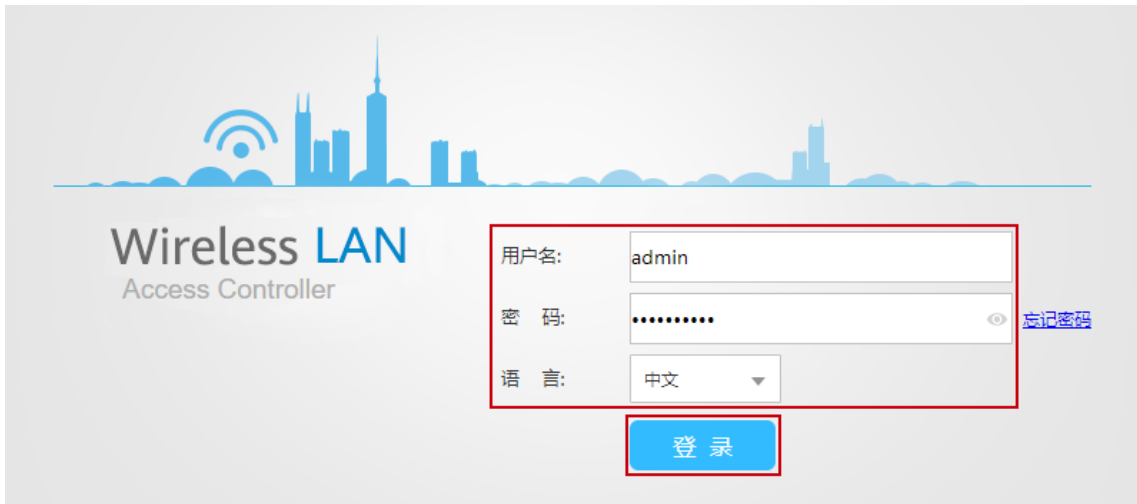 Wireless LAN
Access Controller
用户名: admin
密 码: •••••••••• 忘记密码
语 言: 中文
登 录